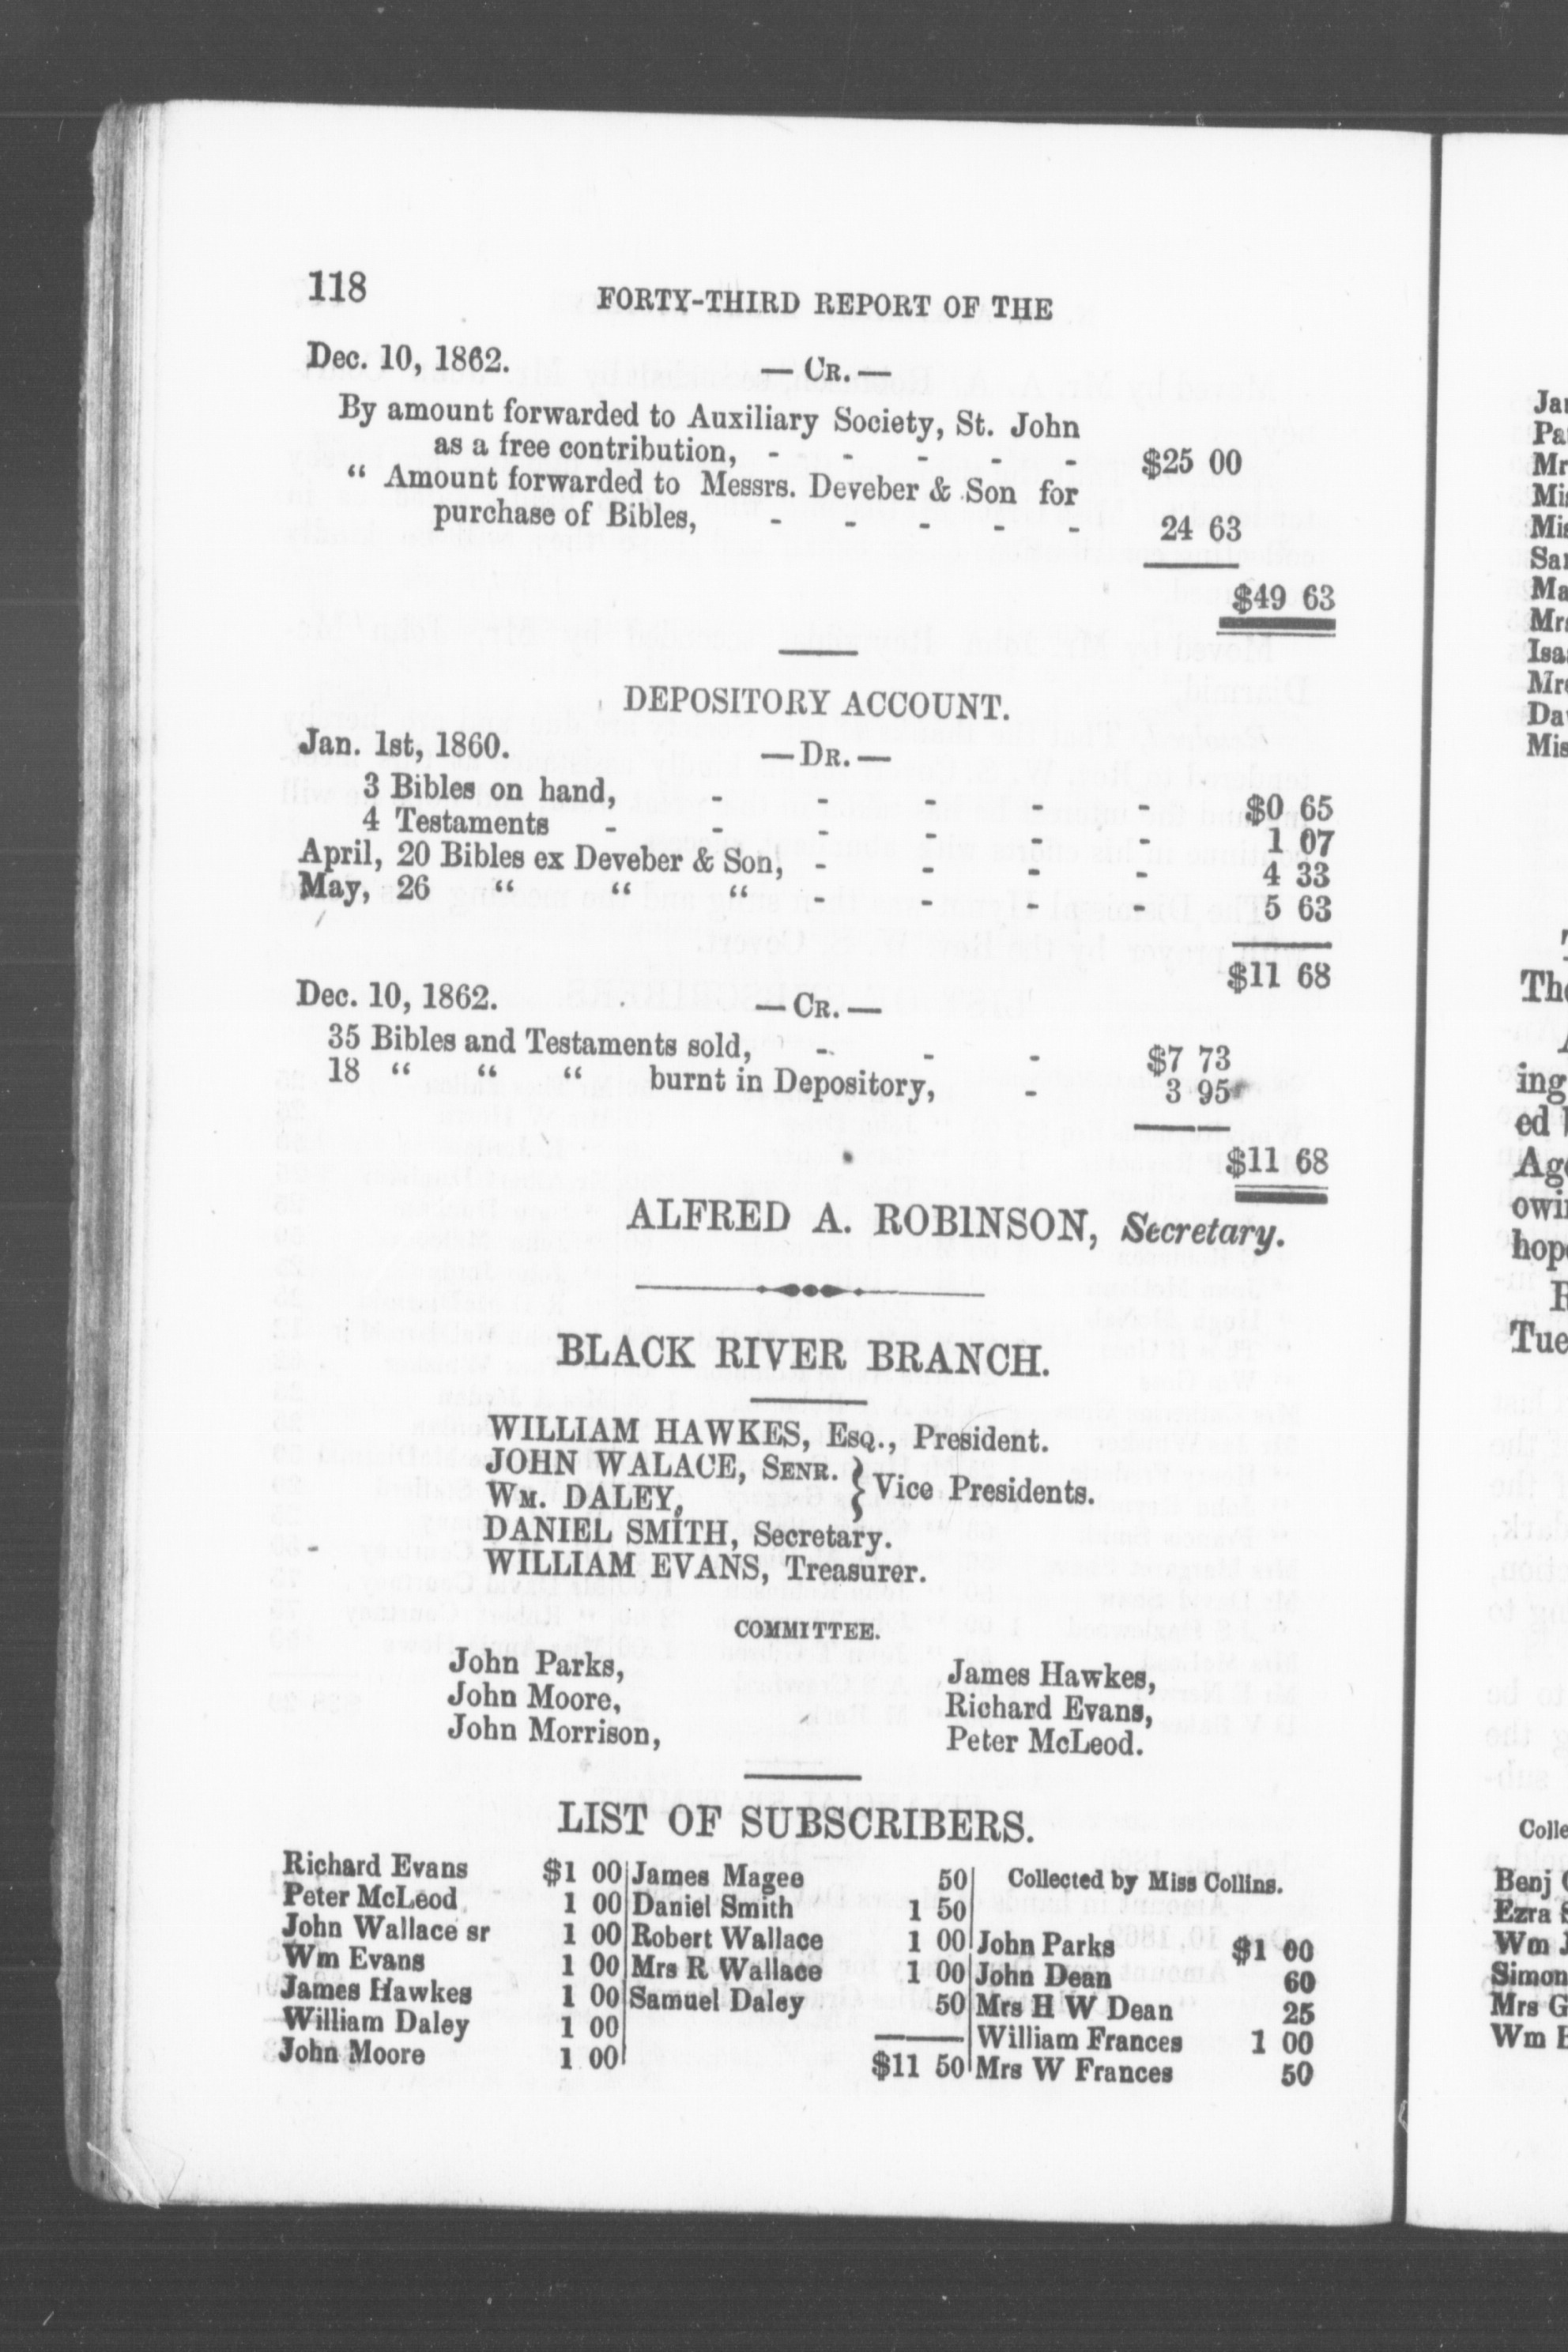 118
FORTY-THIRD REPORT OF THE
Dec. 10, 1862. — CR. —
By amount forwarded to Auxiliary Society, St. John
as a free contribution, - - - - - $25 00
“ Amount forwarded to Messrs. Deveber & Son for
purchase of Bibles, - - - - - 24 63
$49 63
DEPOSITORY ACCOUNT.
Jan. 1st, 1860. — DR. —
3 Bibles on hand, - - - - - $0 65
4 Testaments - - - - - - 1 07
April, 20 Bibles ex Deveber & Son, - - - - 4 33
May, 26 “ “ “ - - - - 5 63
$11 68
Dec. 10, 1862. — CR. —
35 Bibles and Testaments sold, - - - $7 73
18 “ “ “ burnt in Depository, - 3 95
$11 68
ALFRED A. ROBINSON, Secretary.
BLACK RIVER BRANCH.
WILLIAM HAWKES, ESQ., President.
JOHN WALACE, SENR. } Vice Presidents.
WM. DALEY,
DANIEL SMITH, Secretary.
WILLIAM EVANS, Treasurer.
COMMITTEE.
John Parks,
John Moore,
John Morrison,
James Hawkes,
Richard Evans,
Peter McLeod.
LIST OF SUBSCRIBERS.
Richard Evans $1 00
Peter McLeod 1 00
John Wallace sr 1 00
Wm Evans 1 00
James Hawkes 1 00
William Daley 1 00
John Moore 1 00
James Magee 50
Daniel Smith 1 50
Robert Wallace 1 00
Mrs R Wallace 1 00
Samuel Daley 50
$11 50
Collected by Miss Collins.
John Parks $1 00
John Dean 60
Mrs H W Dean 25
William Frances 1 00
Mrs W Frances 50